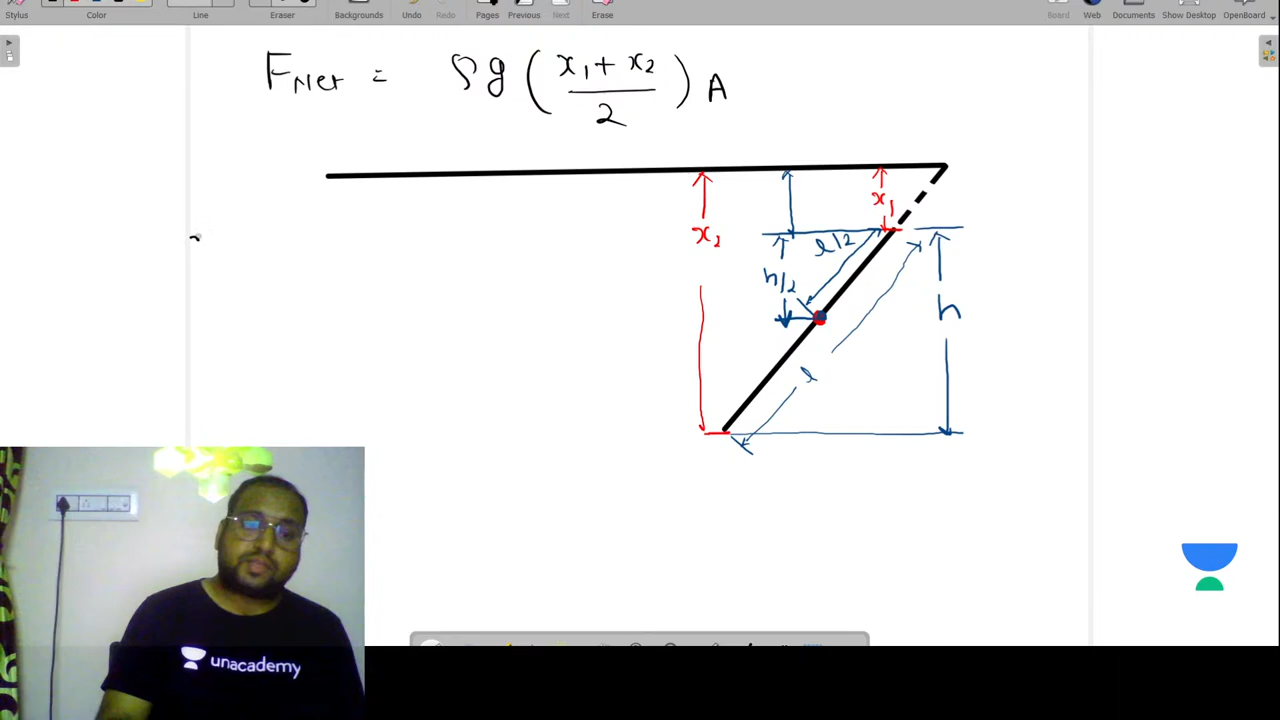 Stylus Color Line Eraser Backgrounds Undo Redo Pages Previous Next Erase Board Web Documents Show Desktop OpenBoard
F_Net = ρg ( (x₁ + x₂) / 2 ) A
x₁
x₂
l/2
h/2
h
l
unacademy